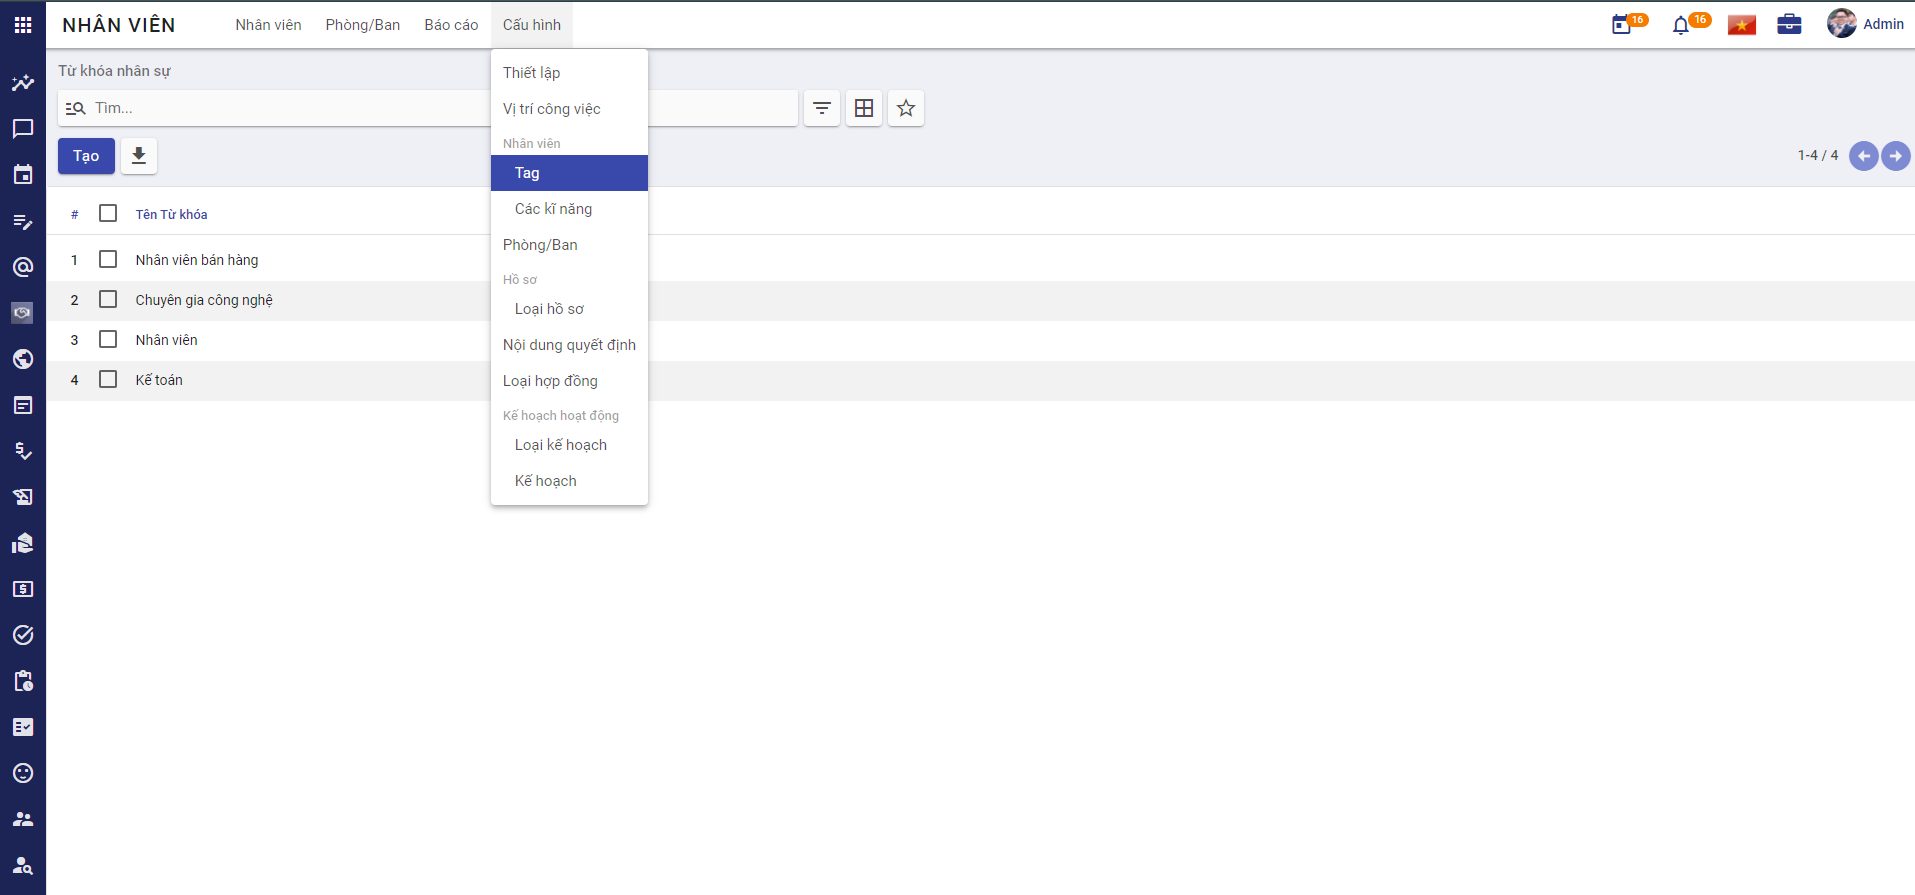 NHÂN VIÊN Nhân viên Phòng/Ban Báo cáo Cấu hình 16 16 Admin
Từ khóa nhân sự
Tìm...
Tạo
1-4 / 4
# Tên Từ khóa
1 Nhân viên bán hàng
2 Chuyên gia công nghệ
3 Nhân viên
4 Kế toán
Thiết lập
Vị trí công việc
Nhân viên
Tag
Các kĩ năng
Phòng/Ban
Hồ sơ
Loại hồ sơ
Nội dung quyết định
Loại hợp đồng
Kế hoạch hoạt động
Loại kế hoạch
Kế hoạch